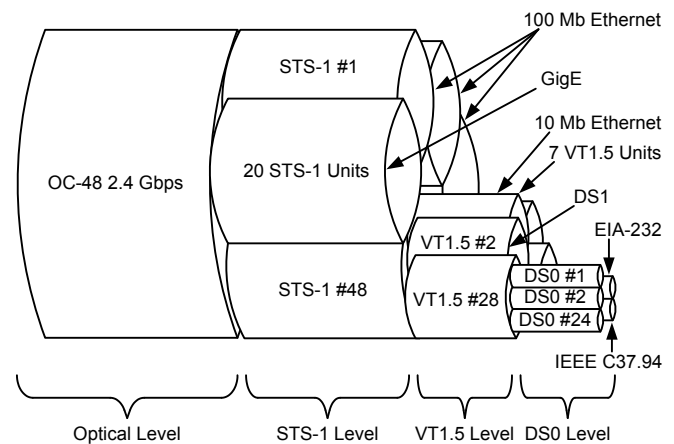 100 Mb Ethernet
STS-1 #1
GigE
10 Mb Ethernet
7 VT1.5 Units
OC-48 2.4 Gbps
20 STS-1 Units
DS1
EIA-232
VT1.5 #2
DS0 #1
STS-1 #48
VT1.5 #28
DS0 #2
DS0 #24
IEEE C37.94
Optical Level
STS-1 Level
VT1.5 Level
DS0 Level